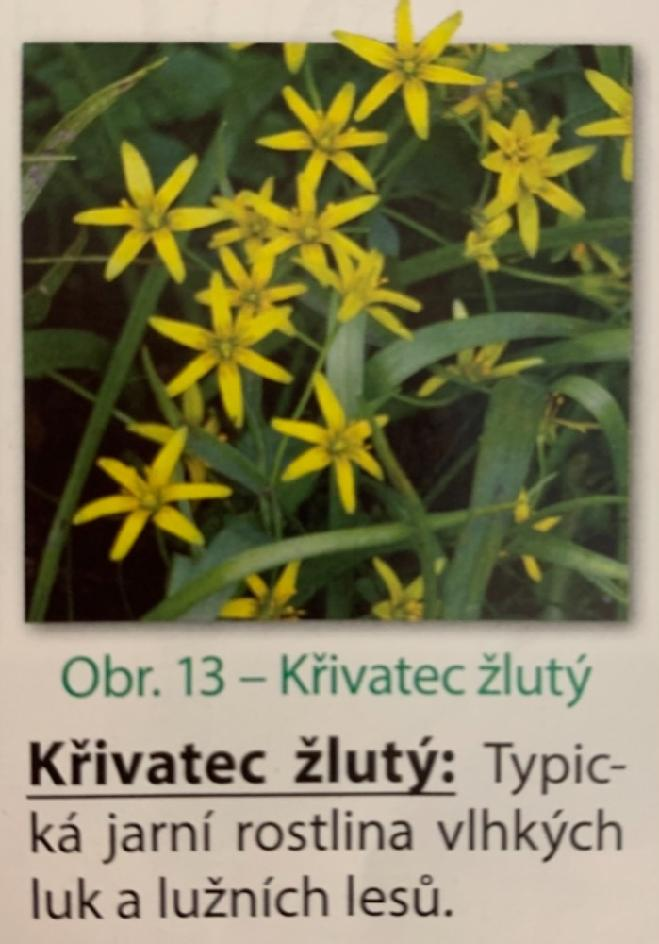 Obr. 13 – Křivatec žlutý
Křivatec žlutý: Typic-
ká jarní rostlina vlhkých
luk a lužních lesů.